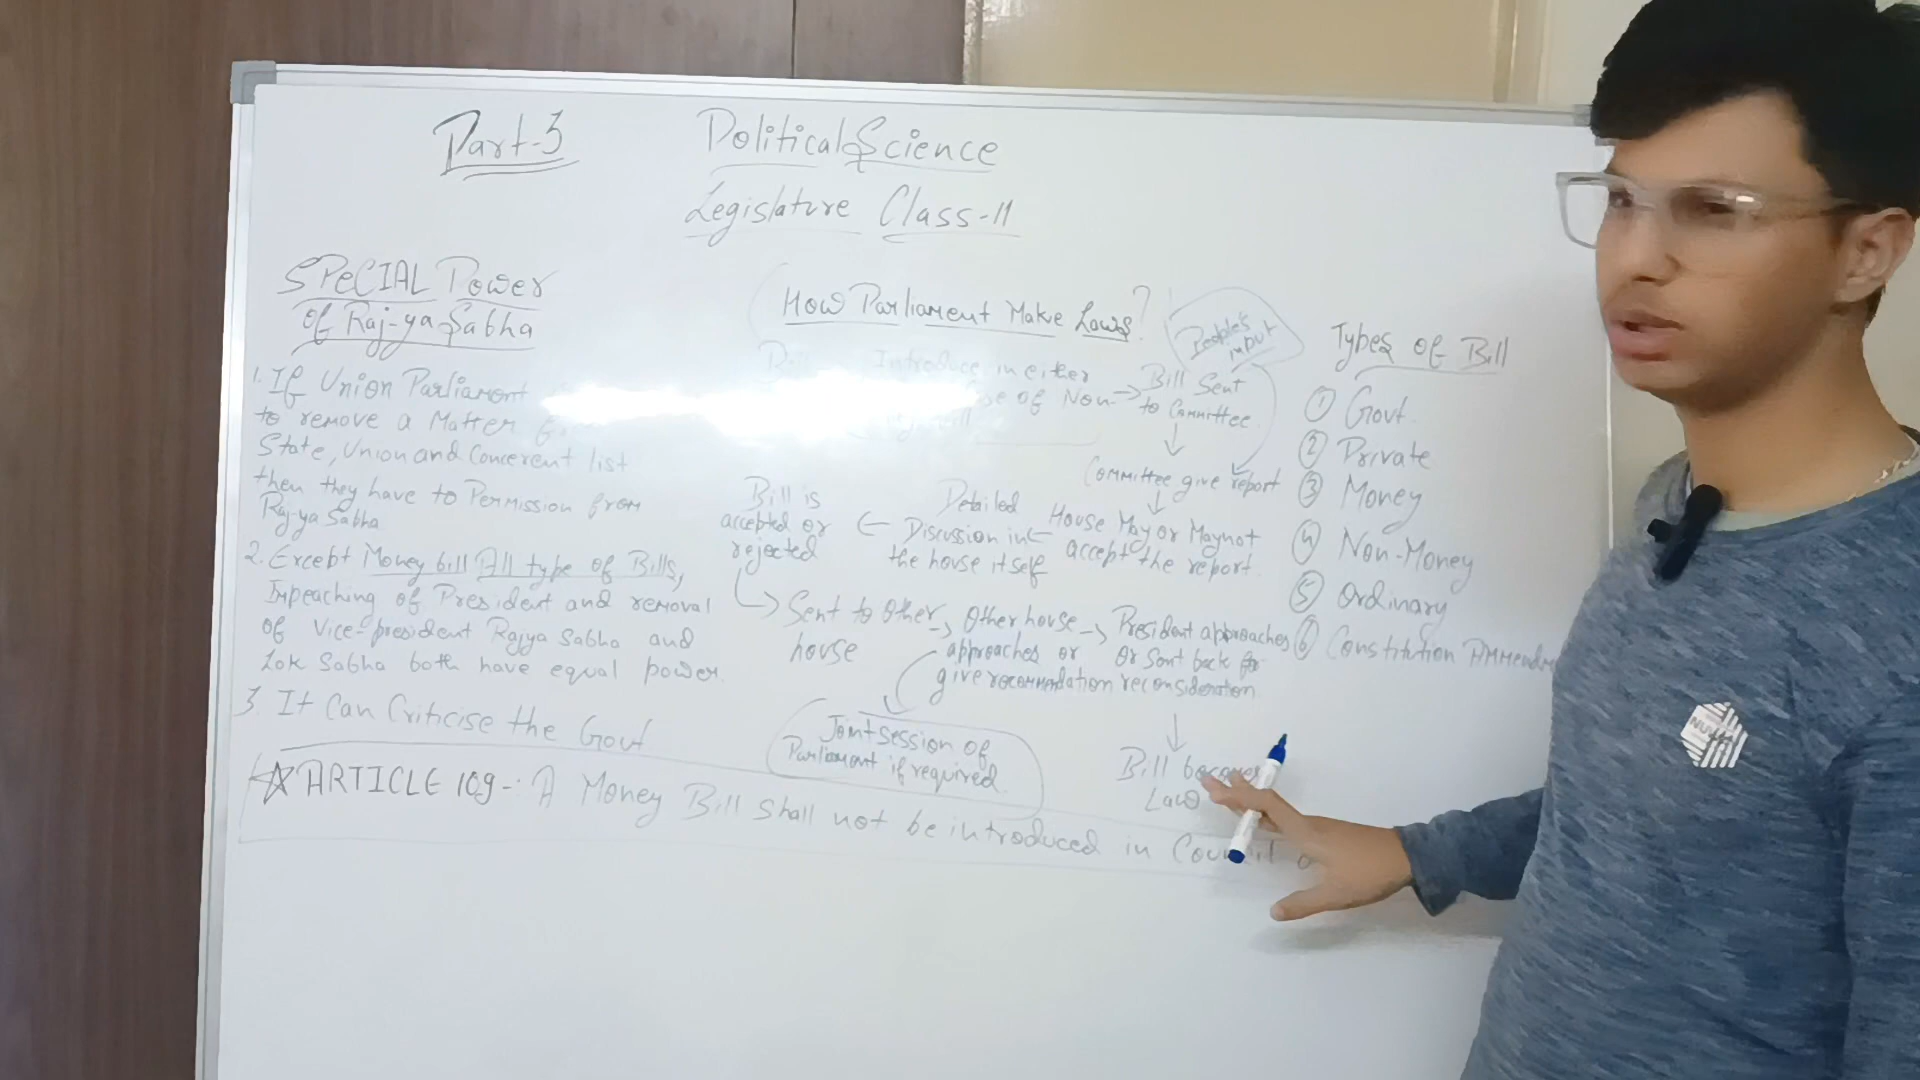 Part-3
Political Science
Legislature Class-11
SPeCIAL Power
of Raj-ya Sabha
1. If Union Parliament
to remove a Matter
State, Union and Concerent list
then they have to Permission from
Raj-ya Sabha
2. Except Money bill All type of Bills,
Impeaching of President and removal
of Vice-president Rajya Sabha and
Lok Sabha both have equal power.
3. It Can Criticise the Govt
☆ ARTICLE 109-: A Money Bill Shall not be introduced in Council
How Parliament Make Laws?
People's
input
Introduce in either
of Non-
→ Bill Sent
to Committee
↓
Committee give report
↓
House May or Maynot
accept the report.
← Detailed
Discussion in
the house itself
← Bill is
accepted or
rejected
→ Sent to Other
house
→ Other house
approaches or
give recommendation
→ President approaches
Or Sent back for
reconsideration
Joint session of
Parliament if required.
↓
Bill becomes
Law
Types of Bill
① Govt.
② Private
③ Money
④ Non-Money
⑤ Ordinary
⑥ Constitution